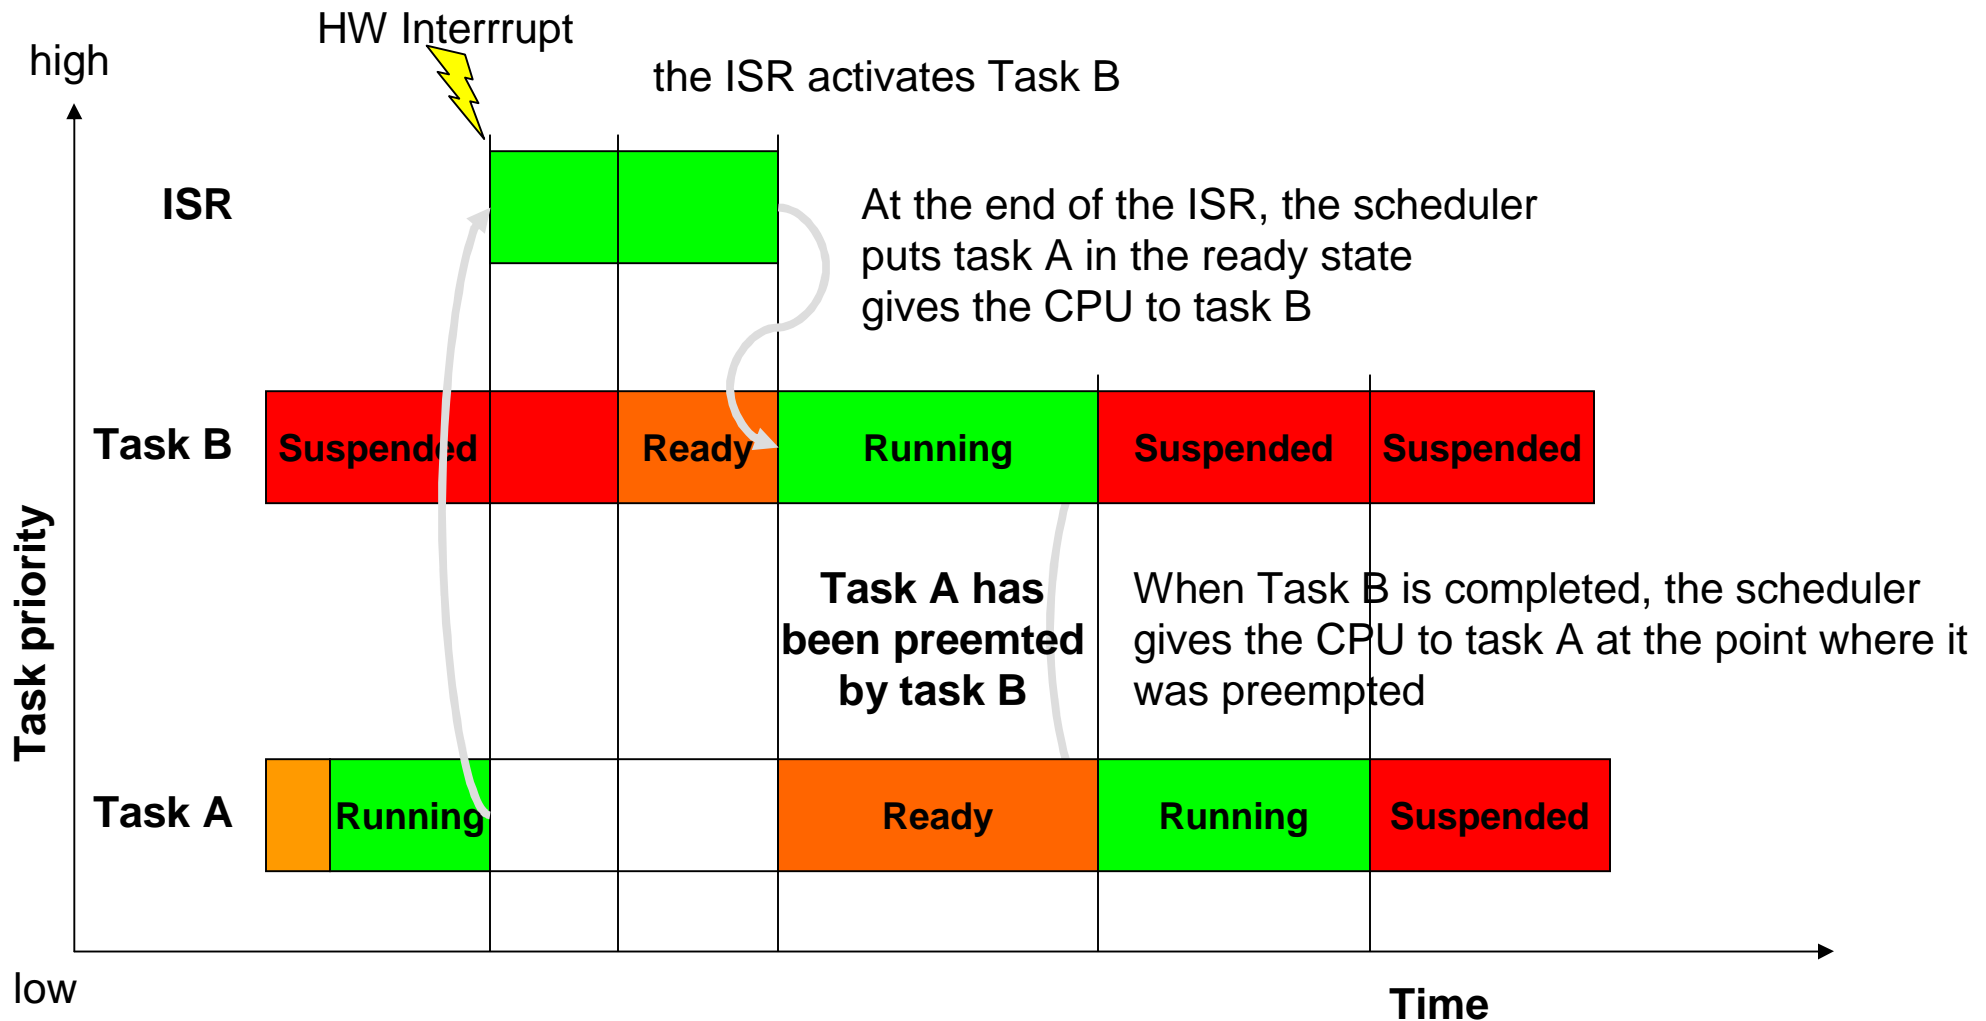 HW Interrrupt
high
the ISR activates Task B
ISR
At the end of the ISR, the scheduler
puts task A in the ready state
gives the CPU to task B
Task B
Suspended
Ready
Running
Suspended
Suspended
Task priority
Task A has
been preemted
by task B
When Task B is completed, the scheduler
gives the CPU to task A at the point where it
was preempted
Task A
Running
Ready
Running
Suspended
low
Time